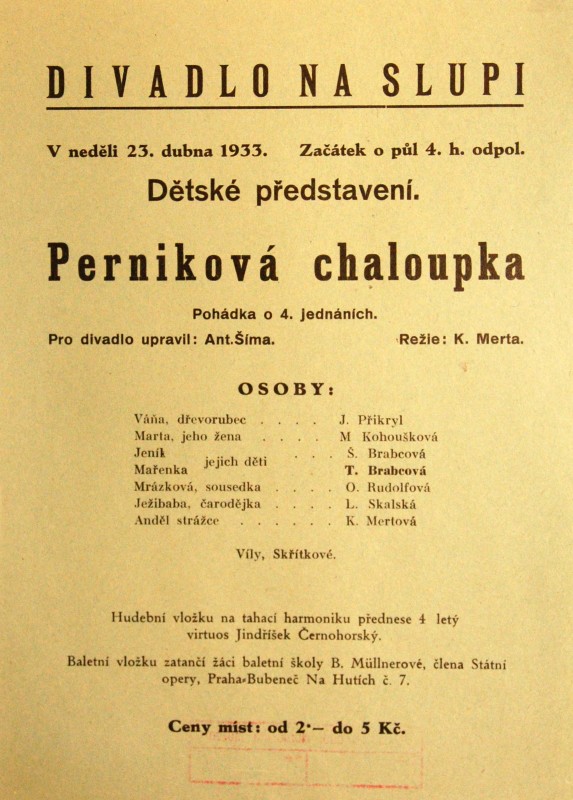 DIVADLO NA SLUPI
V neděli 23. dubna 1933. Začátek o půl 4. h. odpol.
Dětské představení.
Perniková chaloupka
Pohádka o 4. jednáních.
Pro divadlo upravil: Ant.Šíma. Režie: K. Merta.
OSOBY:
Váňa, dřevorubec . . . . J. Přikryl
Marta, jeho žena . . . . M Kohoušková
Jeník . . . Š. Brabcová
jejich děti
Mařenka T. Brabcová
Mrázková, sousedka . . . . O. Rudolfová
Ježibaba, čarodějka . . . . L. Skalská
Anděl strážce . . . . . . K. Mertová
Víly, Skřítkové.
Hudební vložku na tahací harmoniku přednese 4 letý
virtuos Jindříšek Černohorský.
Baletní vložku zatančí žáci baletní školy B. Müllnerové, člena Státní
opery, Praha-Bubeneč Na Hutích č. 7.
Ceny míst: od 2·— do 5 Kč.